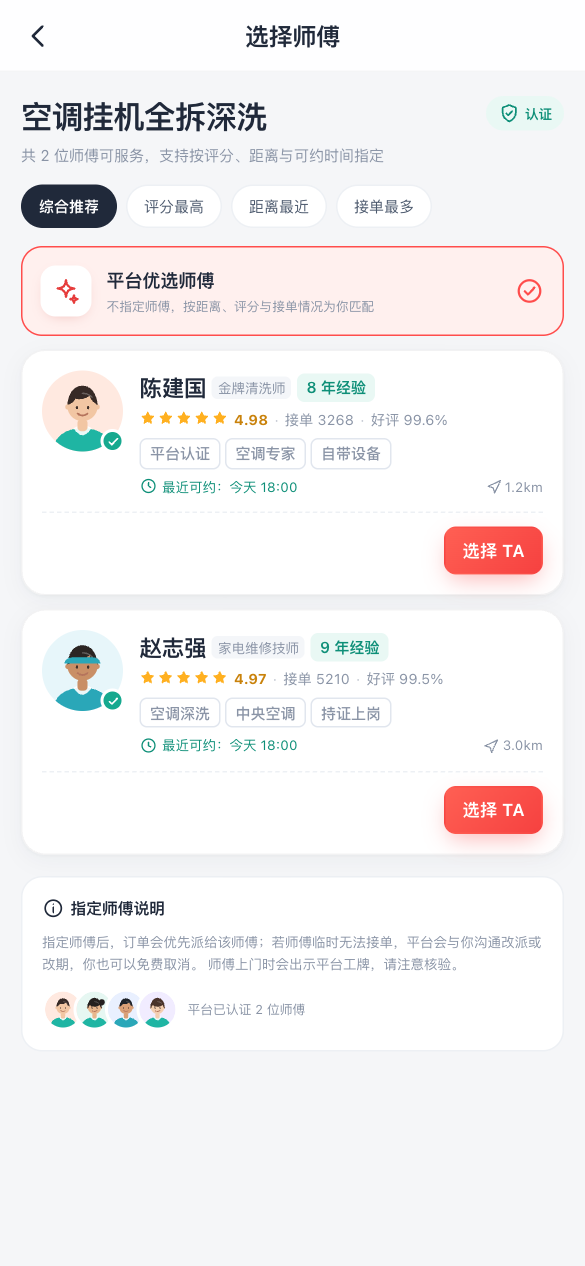 选择师傅
空调挂机全拆深洗
认证
共 2 位师傅可服务，支持按评分、距离与可约时间指定
综合推荐 评分最高 距离最近 接单最多
平台优选师傅
不指定师傅，按距离、评分与接单情况为你匹配
陈建国 金牌清洗师 8 年经验
4.98 · 接单 3268 · 好评 99.6%
平台认证 空调专家 自带设备
最近可约：今天 18:00 1.2km
选择 TA
赵志强 家电维修技师 9 年经验
4.97 · 接单 5210 · 好评 99.5%
空调深洗 中央空调 持证上岗
最近可约：今天 18:00 3.0km
选择 TA
指定师傅说明
指定师傅后，订单会优先派给该师傅；若师傅临时无法接单，平台会与你沟通改派或
改期，你也可以免费取消。 师傅上门时会出示平台工牌，请注意核验。
平台已认证 2 位师傅